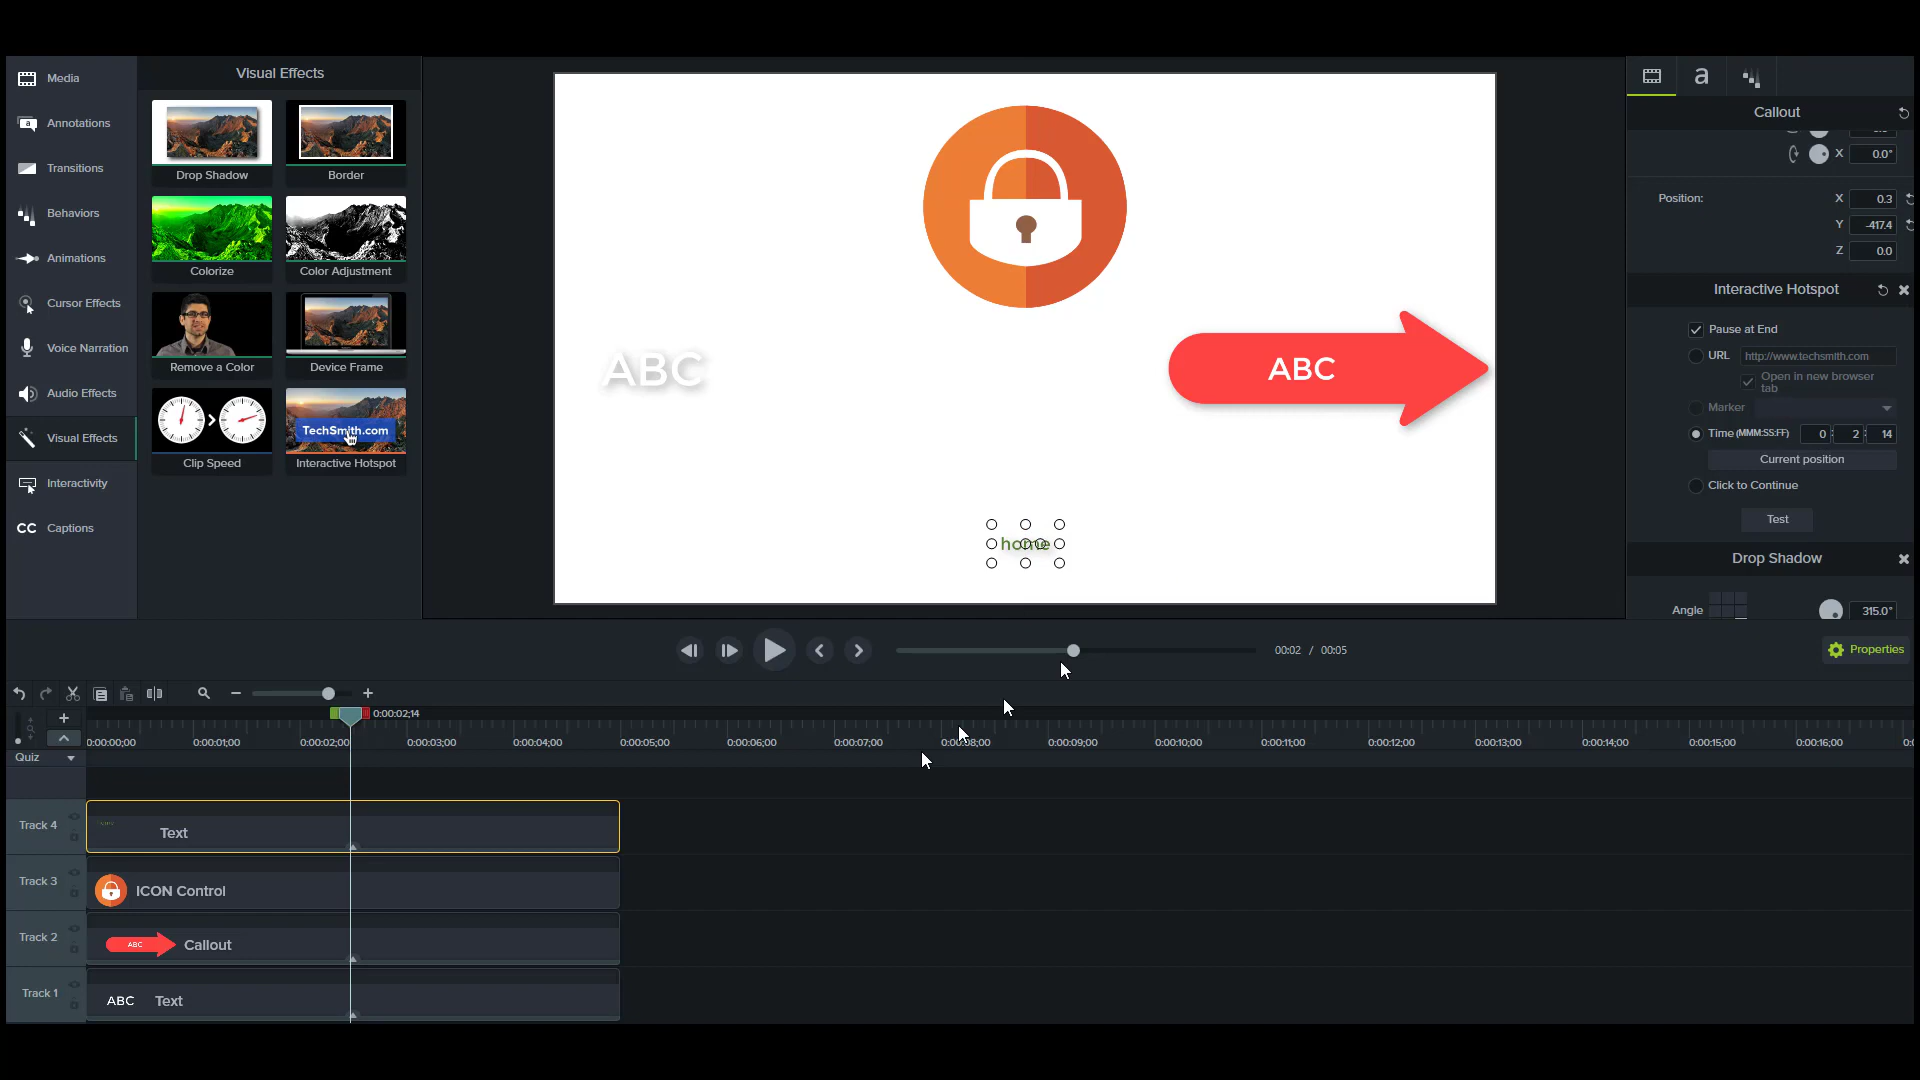 Media
Annotations
Transitions
Behaviors
Animations
Cursor Effects
Voice Narration
Audio Effects
Visual Effects
Interactivity
CC Captions
Visual Effects
Drop Shadow
Border
Colorize
Color Adjustment
Remove a Color
Device Frame
TechSmith.com
Clip Speed
Interactive Hotspot
ABC
ABC
home
a
Callout
X 0.0°
Position:
X 0.3
Y -417.4
Z 0.0
Interactive Hotspot
Pause at End
URL http://www.techsmith.com
Open in new browser
tab
Marker
Time (MMM:SS:FF) 0 : 2 : 14
Current position
Click to Continue
Test
Drop Shadow
Angle 315.0°
00:02 / 00:05
Properties
0:00:02;14
0:00:00;00 0:00:01;00 0:00:02;00 0:00:03;00 0:00:04;00 0:00:05;00 0:00:06;00 0:00:07;00 0:00:08;00 0:00:09;00 0:00:10;00 0:00:11;00 0:00:12;00 0:00:13;00 0:00:14;00 0:00:15;00 0:00:16;00
Quiz
Track 4
Text
Track 3
ICON Control
Track 2
ABC Callout
Track 1
ABC Text